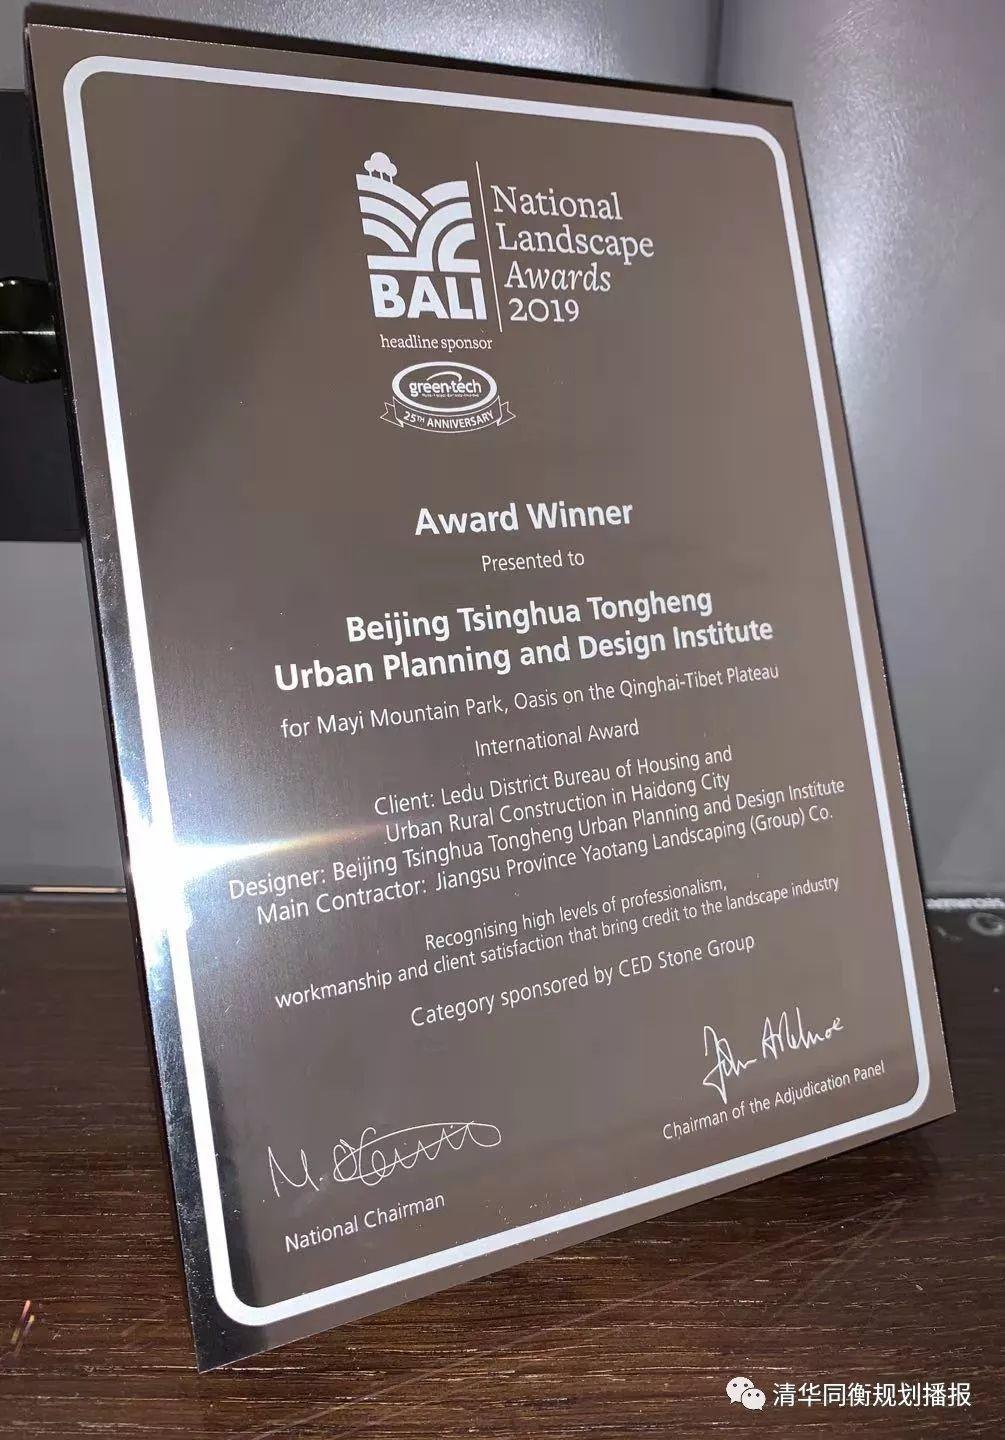 BALI
National
Landscape
Awards
2019
headline sponsor
green-tech
25TH ANNIVERSARY
Award Winner
Presented to
Beijing Tsinghua Tongheng
Urban Planning and Design Institute
for Mayi Mountain Park, Oasis on the Qinghai-Tibet Plateau
International Award
Client: Ledu District Bureau of Housing and
Urban Rural Construction in Haidong City
Designer: Beijing Tsinghua Tongheng Urban Planning and Design Institute
Main Contractor: Jiangsu Province Yaotang Landscaping (Group) Co.
Recognising high levels of professionalism,
workmanship and client satisfaction that bring credit to the landscape industry
Category sponsored by CED Stone Group
John
Chairman of the Adjudication Panel
M.
National Chairman
清华同衡规划播报